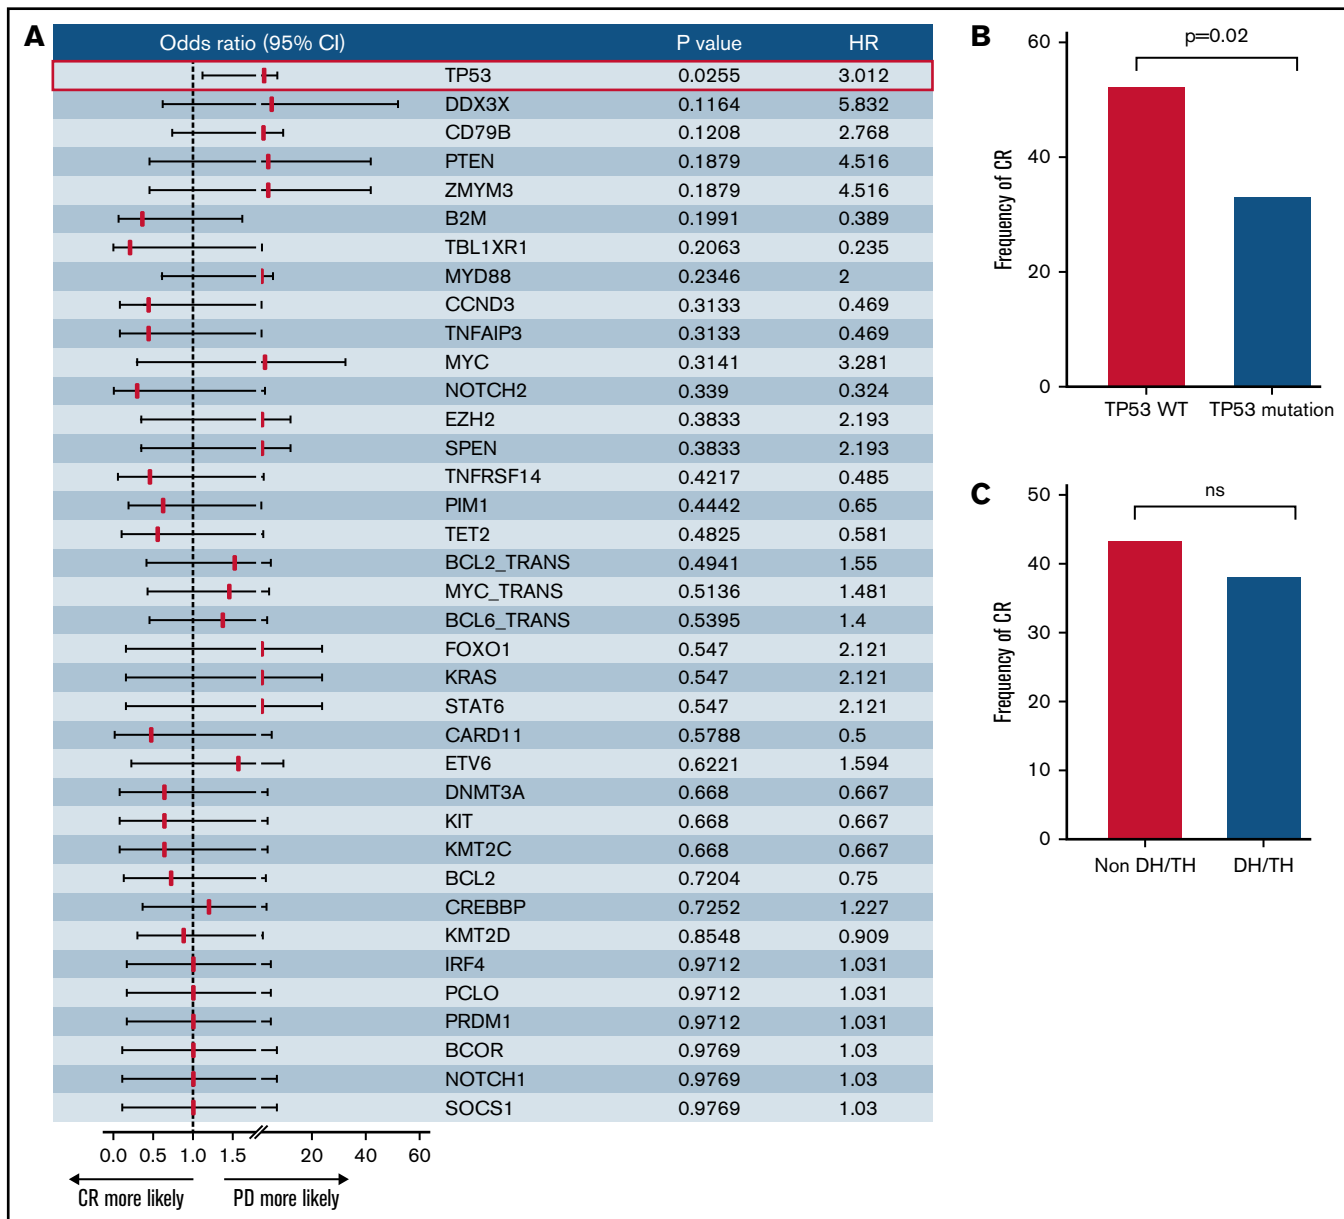 A
Odds ratio (95% CI) P value HR
TP53 0.0255 3.012
DDX3X 0.1164 5.832
CD79B 0.1208 2.768
PTEN 0.1879 4.516
ZMYM3 0.1879 4.516
B2M 0.1991 0.389
TBL1XR1 0.2063 0.235
MYD88 0.2346 2
CCND3 0.3133 0.469
TNFAIP3 0.3133 0.469
MYC 0.3141 3.281
NOTCH2 0.339 0.324
EZH2 0.3833 2.193
SPEN 0.3833 2.193
TNFRSF14 0.4217 0.485
PIM1 0.4442 0.65
TET2 0.4825 0.581
BCL2_TRANS 0.4941 1.55
MYC_TRANS 0.5136 1.481
BCL6_TRANS 0.5395 1.4
FOXO1 0.547 2.121
KRAS 0.547 2.121
STAT6 0.547 2.121
CARD11 0.5788 0.5
ETV6 0.6221 1.594
DNMT3A 0.668 0.667
KIT 0.668 0.667
KMT2C 0.668 0.667
BCL2 0.7204 0.75
CREBBP 0.7252 1.227
KMT2D 0.8548 0.909
IRF4 0.9712 1.031
PCLO 0.9712 1.031
PRDM1 0.9712 1.031
BCOR 0.9769 1.03
NOTCH1 0.9769 1.03
SOCS1 0.9769 1.03
0.0 0.5 1.0 1.5 20 40 60
CR more likely PD more likely
B
p=0.02
Frequency of CR
60
40
20
0
TP53 WT TP53 mutation
C
ns
Frequency of CR
50
40
30
20
10
0
Non DH/TH DH/TH